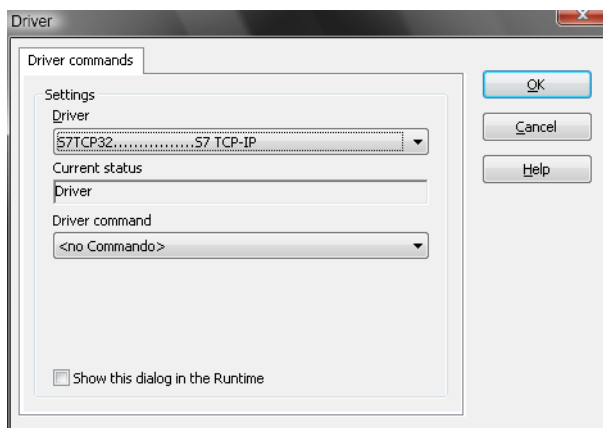 Driver
Driver commands
Settings
Driver
S7TCP32................S7 TCP-IP
Current status
Driver
Driver command
<no Commando>
Show this dialog in the Runtime
OK
Cancel
Help